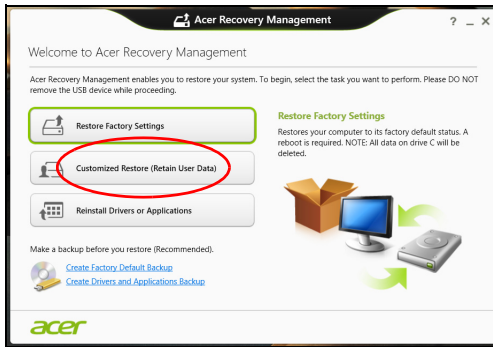 Acer Recovery Management
? _ X
Welcome to Acer Recovery Management
Acer Recovery Management enables you to restore your system. To begin, select the task you want to perform. Please DO NOT
remove the USB device while proceeding.
Restore Factory Settings
Customized Restore (Retain User Data)
Reinstall Drivers or Applications
Restore Factory Settings
Restores your computer to its factory default status. A
reboot is required. NOTE: All data on drive C will be
deleted.
Make a backup before you restore (Recommended).
Create Factory Default Backup
Create Drivers and Applications Backup
acer